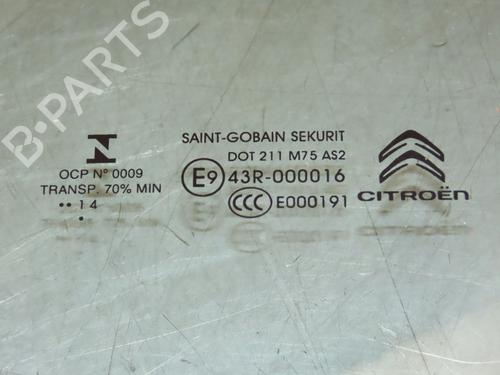 B-PARTS
OCP Nº 0009
TRANSP. 70% MIN
•• 1 4
•
SAINT-GOBAIN SEKURIT
DOT 211 M75 AS2
E9 43R-000016
CCC E000191
CITROËN